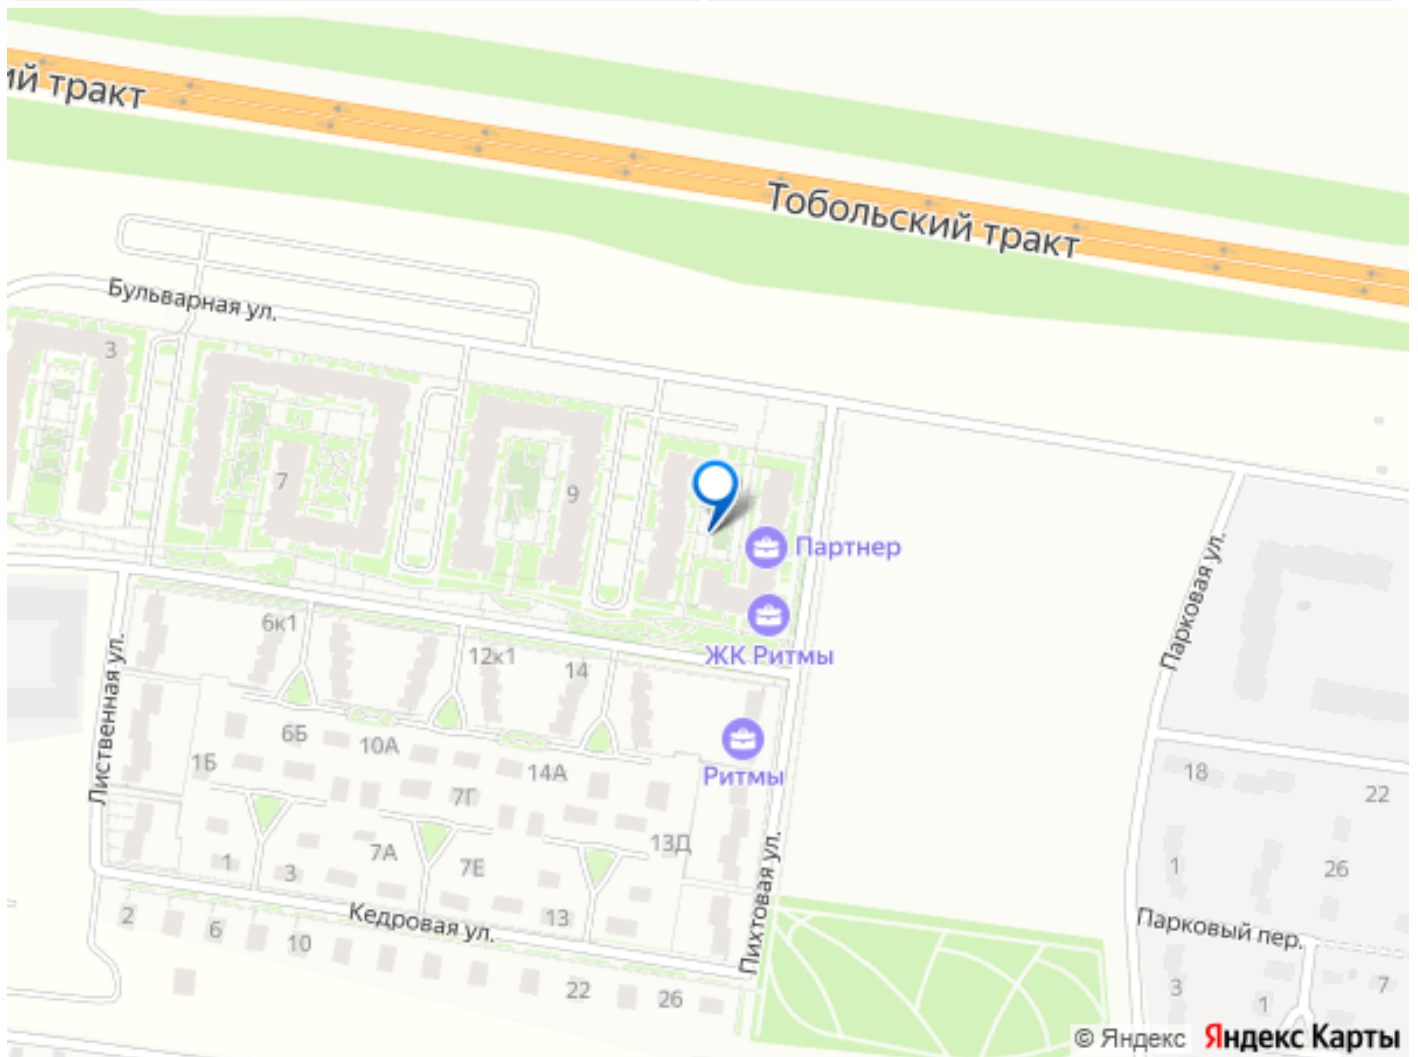 ий тракт
Тобольский тракт
Бульварная ул.
3
7
9
Партнер
ЖК Ритмы
Парковая ул.
6к1
12к1
14
Лиственная ул.
6Б
10А
1Б
14А
Ритмы
7Г
18
22
13Д
7А
7Е
1
3
1
26
Пихтовая ул.
Кедровая ул.
13
2
6
10
Парковый пер.
22
26
3
1
7
© Яндекс Яндекс Карты